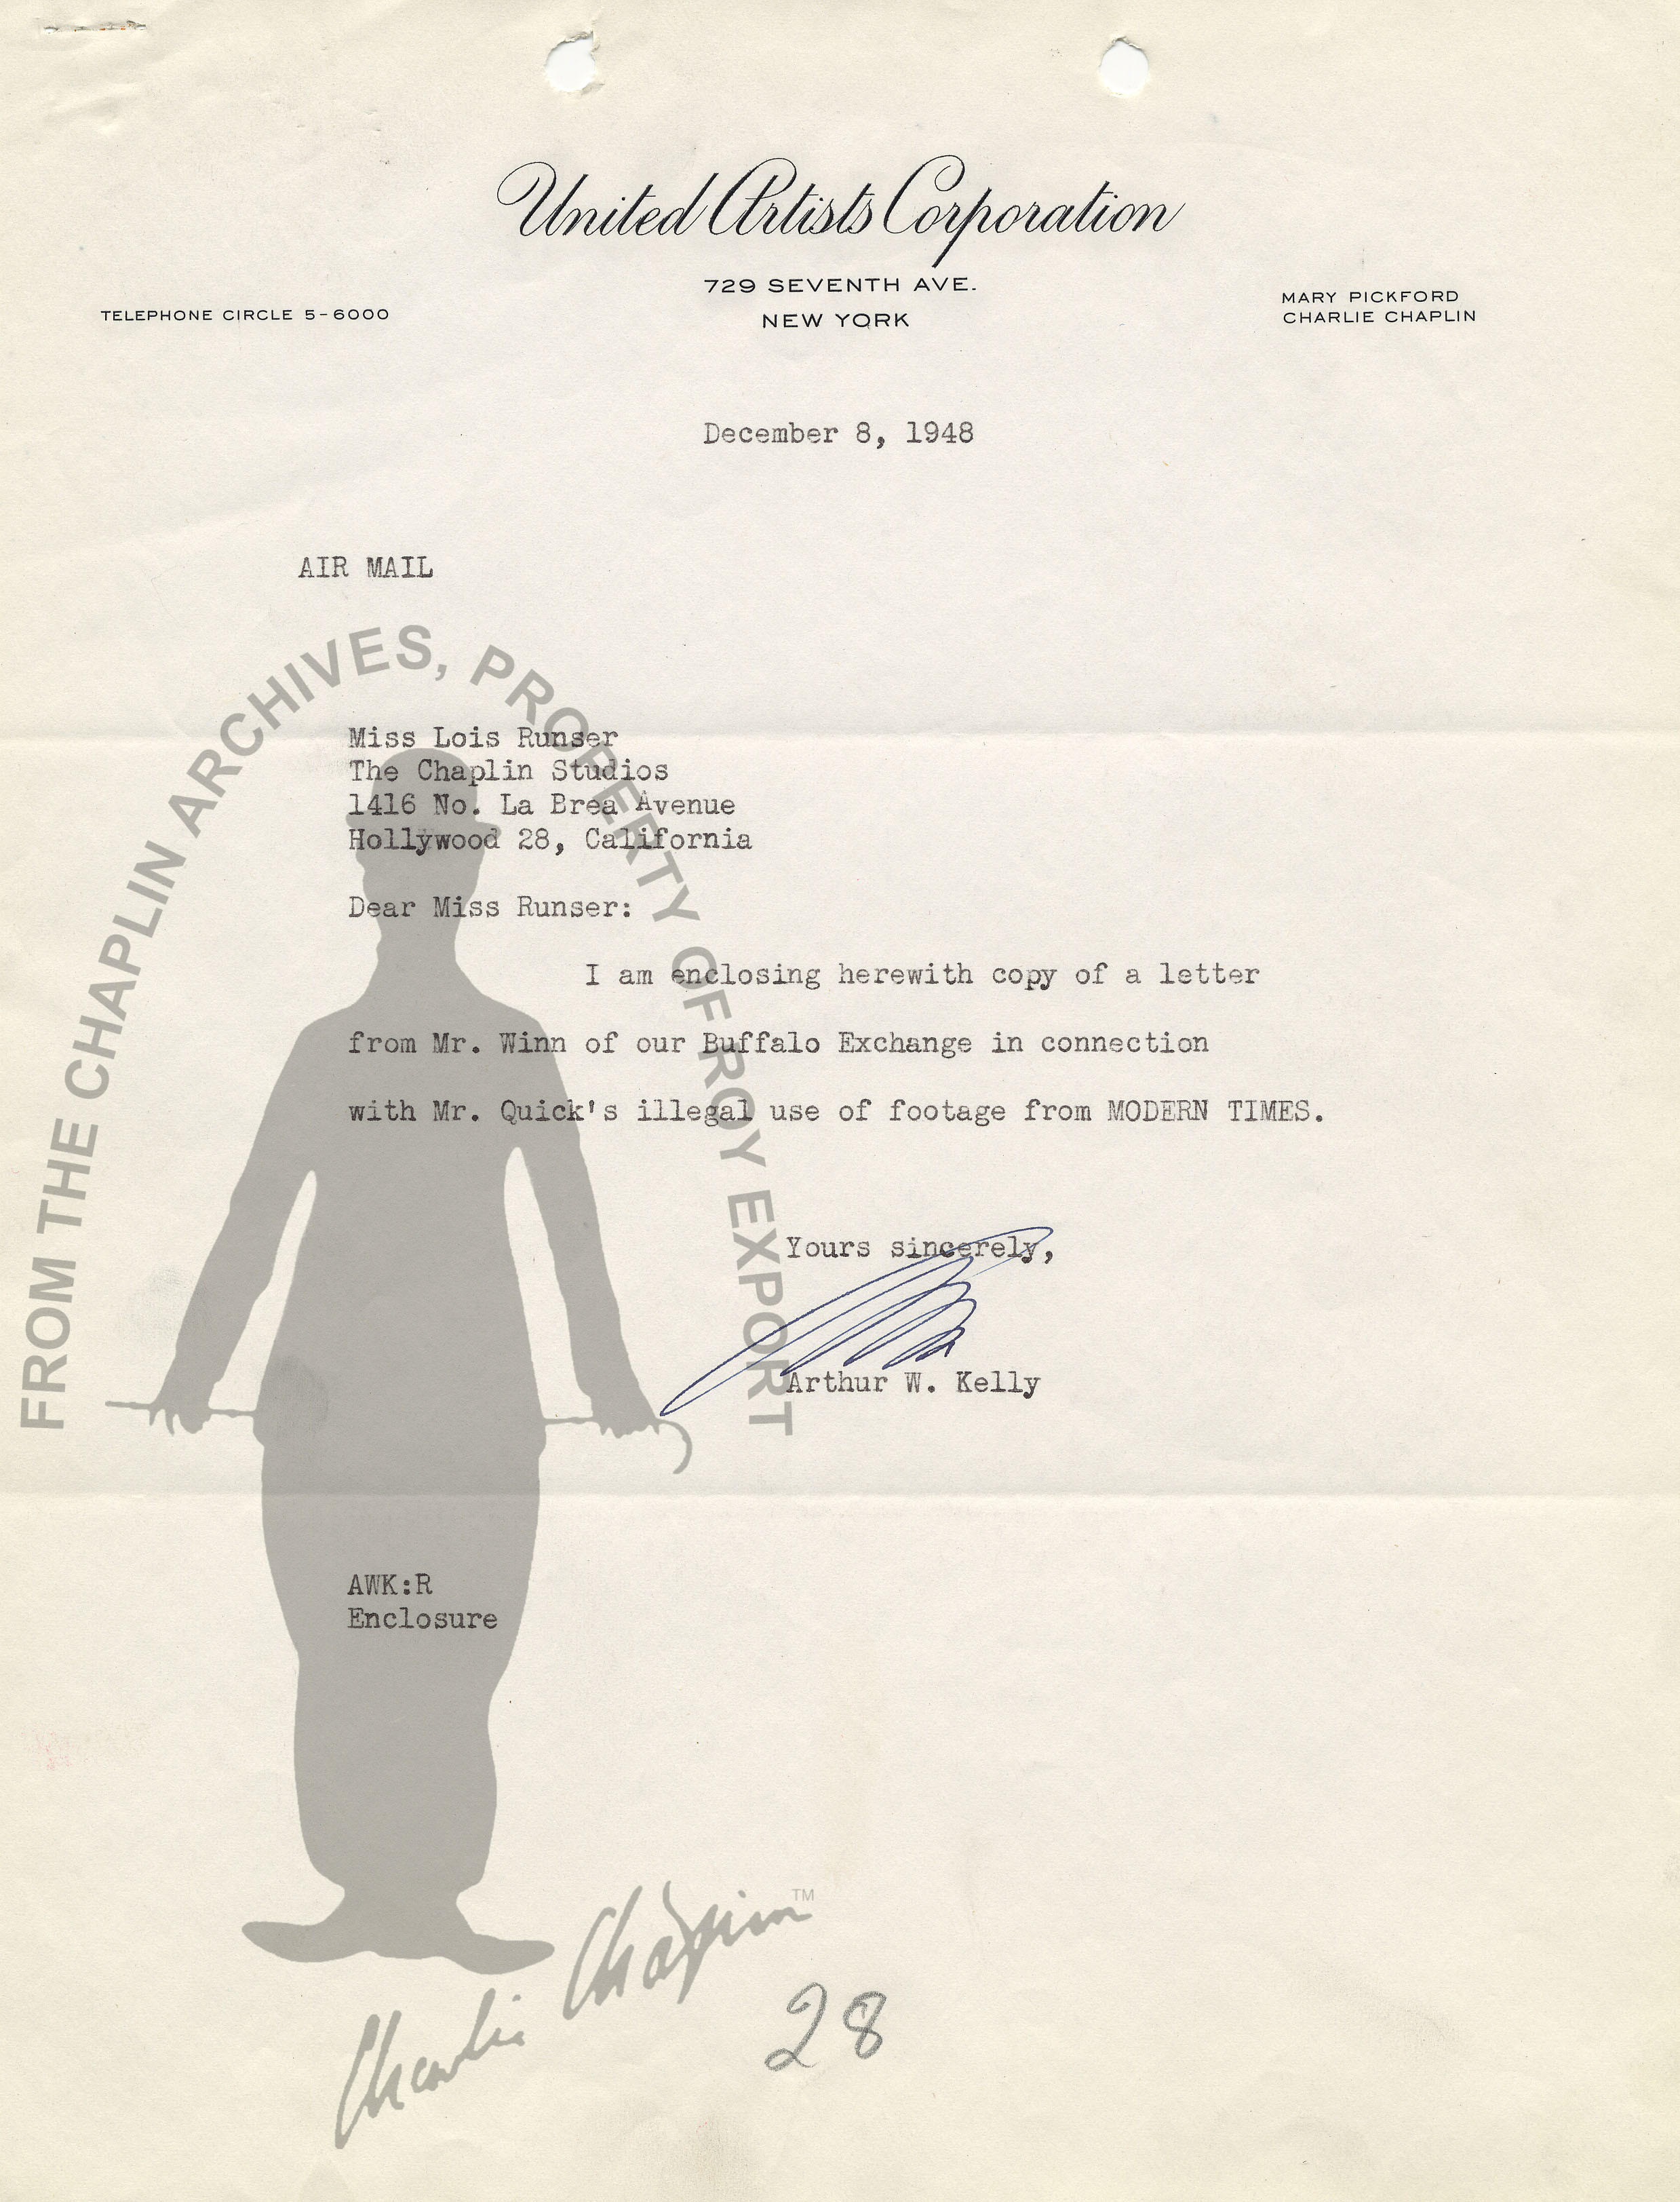 United Artists Corporation
729 SEVENTH AVE.
NEW YORK
TELEPHONE CIRCLE 5-6000
MARY PICKFORD
CHARLIE CHAPLIN
December 8, 1948
AIR MAIL
Miss Lois Runser
The Chaplin Studios
1416 No. La Brea Avenue
Hollywood 28, California
Dear Miss Runser:
I am enclosing herewith copy of a letter
from Mr. Winn of our Buffalo Exchange in connection
with Mr. Quick's illegal use of footage from MODERN TIMES.
Yours sincerely,
Arthur W. Kelly
AWK:R
Enclosure
FROM THE CHAPLIN ARCHIVES, PROPERTY OF ROY EXPORT
Charlie Chaplin™
28